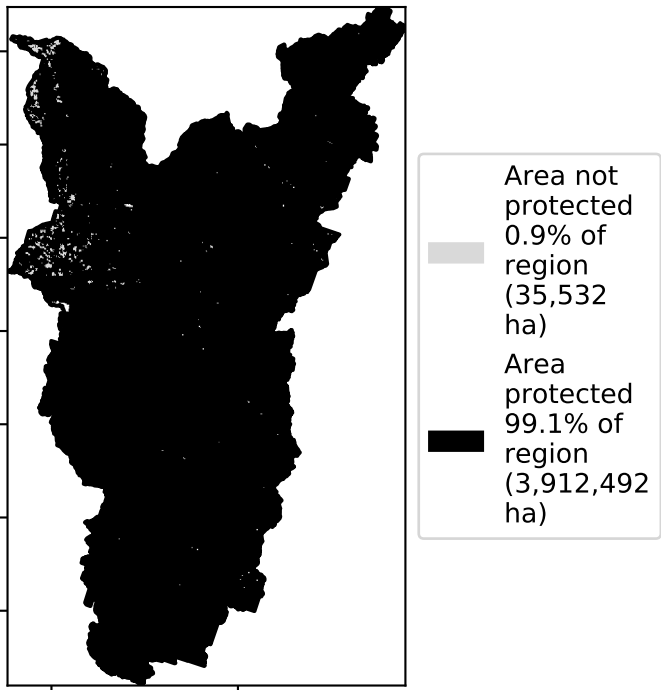 Area not
protected
0.9% of
region
(35,532
ha)
Area
protected
99.1% of
region
(3,912,492
ha)